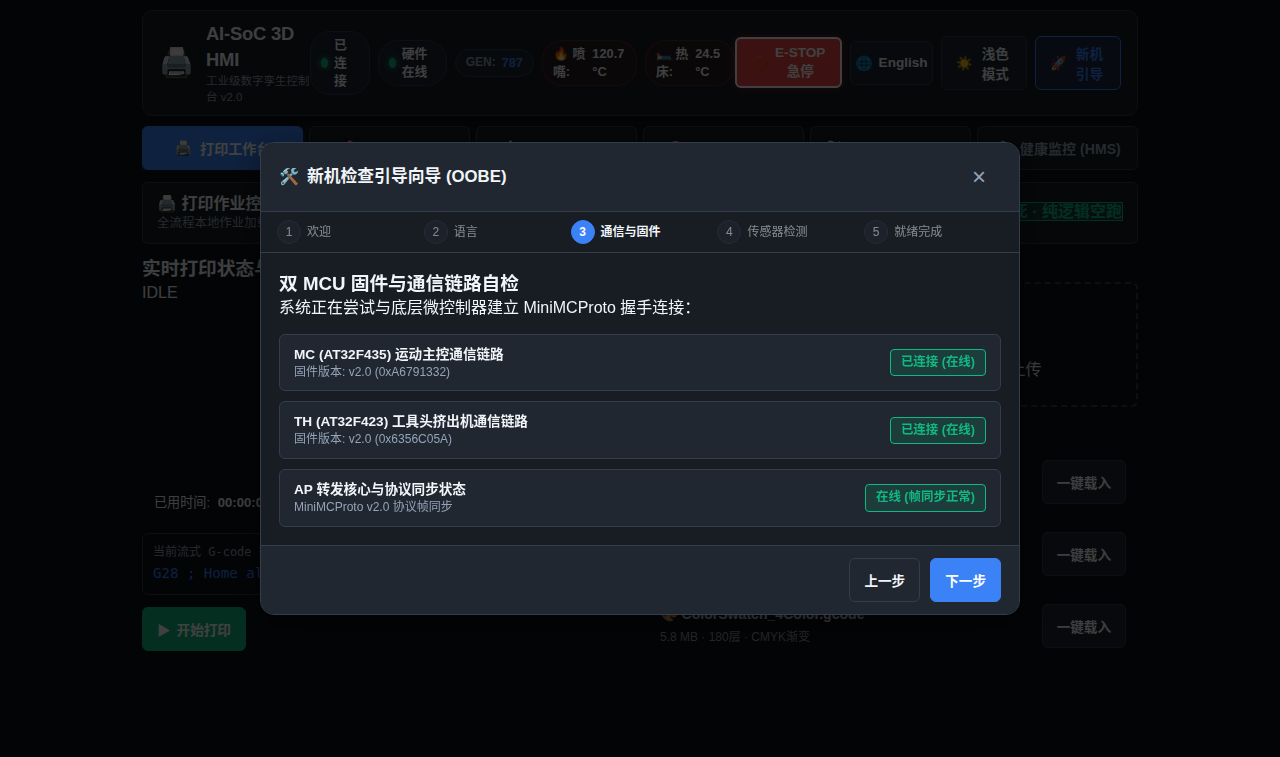 AI-SoC 3D
HMI
工业级数字孪生控制
台 v2.0
已
连
接
硬件
在线
GEN: 787
喷
嘴:
120.7
°C
热
床:
24.5
°C
E-STOP
急停
English
浅色
模式
新机
引导
打印工作台
健康监控 (HMS)
新机检查引导向导 (OOBE)
✕
打印作业控
全流程本地作业加
· 纯逻辑空跑
1 欢迎
2 语言
3 通信与固件
4 传感器检测
5 就绪完成
实时打印状态与
IDLE
双 MCU 固件与通信链路自检
系统正在尝试与底层微控制器建立 MiniMCProto 握手连接：
MC (AT32F435) 运动主控通信链路
固件版本: v2.0 (0xA6791332)
已连接 (在线)
上传
TH (AT32F423) 工具头挤出机通信链路
固件版本: v2.0 (0x6356C05A)
已连接 (在线)
AP 转发核心与协议同步状态
MiniMCProto v2.0 协议帧同步
在线 (帧同步正常)
一键载入
已用时间: 00:00:0
当前流式 G-code
G28 ; Home al
一键载入
上一步
下一步
开始打印
ColorSwatch_4Color.gcode
5.8 MB · 180层 · CMYK渐变
一键载入